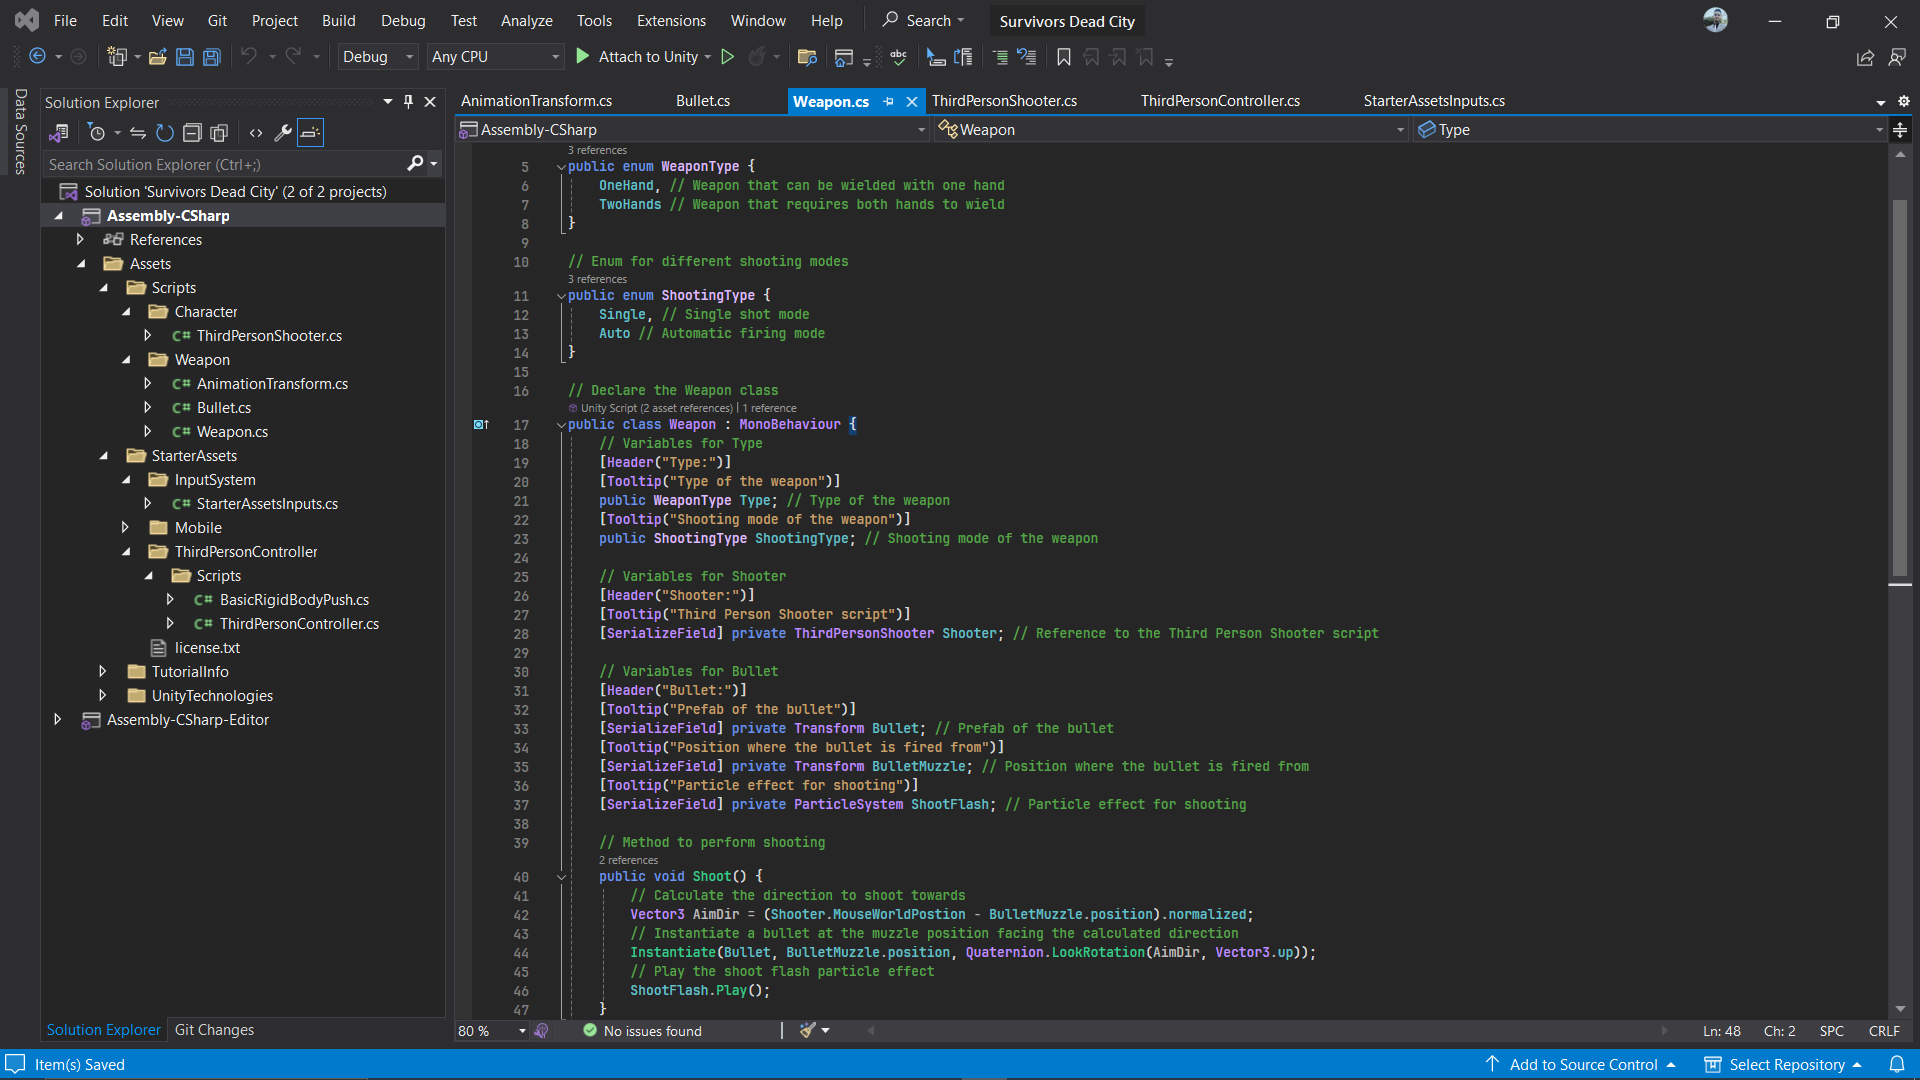 File Edit View Git Project Build Debug Test Analyze Tools Extensions Window Help Search Survivors Dead City
Debug Any CPU Attach to Unity
Data Sources
Solution Explorer
Search Solution Explorer (Ctrl+;)
Solution 'Survivors Dead City' (2 of 2 projects)
Assembly-CSharp
References
Assets
Scripts
Character
C# ThirdPersonShooter.cs
Weapon
C# AnimationTransform.cs
C# Bullet.cs
C# Weapon.cs
StarterAssets
InputSystem
C# StarterAssetsInputs.cs
Mobile
ThirdPersonController
Scripts
C# BasicRigidBodyPush.cs
C# ThirdPersonController.cs
license.txt
TutorialInfo
UnityTechnologies
Assembly-CSharp-Editor
Solution Explorer Git Changes
AnimationTransform.cs Bullet.cs Weapon.cs ThirdPersonShooter.cs ThirdPersonController.cs StarterAssetsInputs.cs
Assembly-CSharp Weapon Type
3 references
5 public enum WeaponType {
6 OneHand, // Weapon that can be wielded with one hand
7 TwoHands // Weapon that requires both hands to wield
8 }
9
10 // Enum for different shooting modes
3 references
11 public enum ShootingType {
12 Single, // Single shot mode
13 Auto // Automatic firing mode
14 }
15
16 // Declare the Weapon class
Unity Script (2 asset references) | 1 reference
17 public class Weapon : MonoBehaviour {
18 // Variables for Type
19 [Header("Type:")]
20 [Tooltip("Type of the weapon")]
21 public WeaponType Type; // Type of the weapon
22 [Tooltip("Shooting mode of the weapon")]
23 public ShootingType ShootingType; // Shooting mode of the weapon
24
25 // Variables for Shooter
26 [Header("Shooter:")]
27 [Tooltip("Third Person Shooter script")]
28 [SerializeField] private ThirdPersonShooter Shooter; // Reference to the Third Person Shooter script
29
30 // Variables for Bullet
31 [Header("Bullet:")]
32 [Tooltip("Prefab of the bullet")]
33 [SerializeField] private Transform Bullet; // Prefab of the bullet
34 [Tooltip("Position where the bullet is fired from")]
35 [SerializeField] private Transform BulletMuzzle; // Position where the bullet is fired from
36 [Tooltip("Particle effect for shooting")]
37 [SerializeField] private ParticleSystem ShootFlash; // Particle effect for shooting
38
39 // Method to perform shooting
2 references
40 public void Shoot() {
41 // Calculate the direction to shoot towards
42 Vector3 AimDir = (Shooter.MouseWorldPostion - BulletMuzzle.position).normalized;
43 // Instantiate a bullet at the muzzle position facing the calculated direction
44 Instantiate(Bullet, BulletMuzzle.position, Quaternion.LookRotation(AimDir, Vector3.up));
45 // Play the shoot flash particle effect
46 ShootFlash.Play();
47 }
80 % No issues found Ln: 48 Ch: 2 SPC CRLF
Item(s) Saved Add to Source Control Select Repository